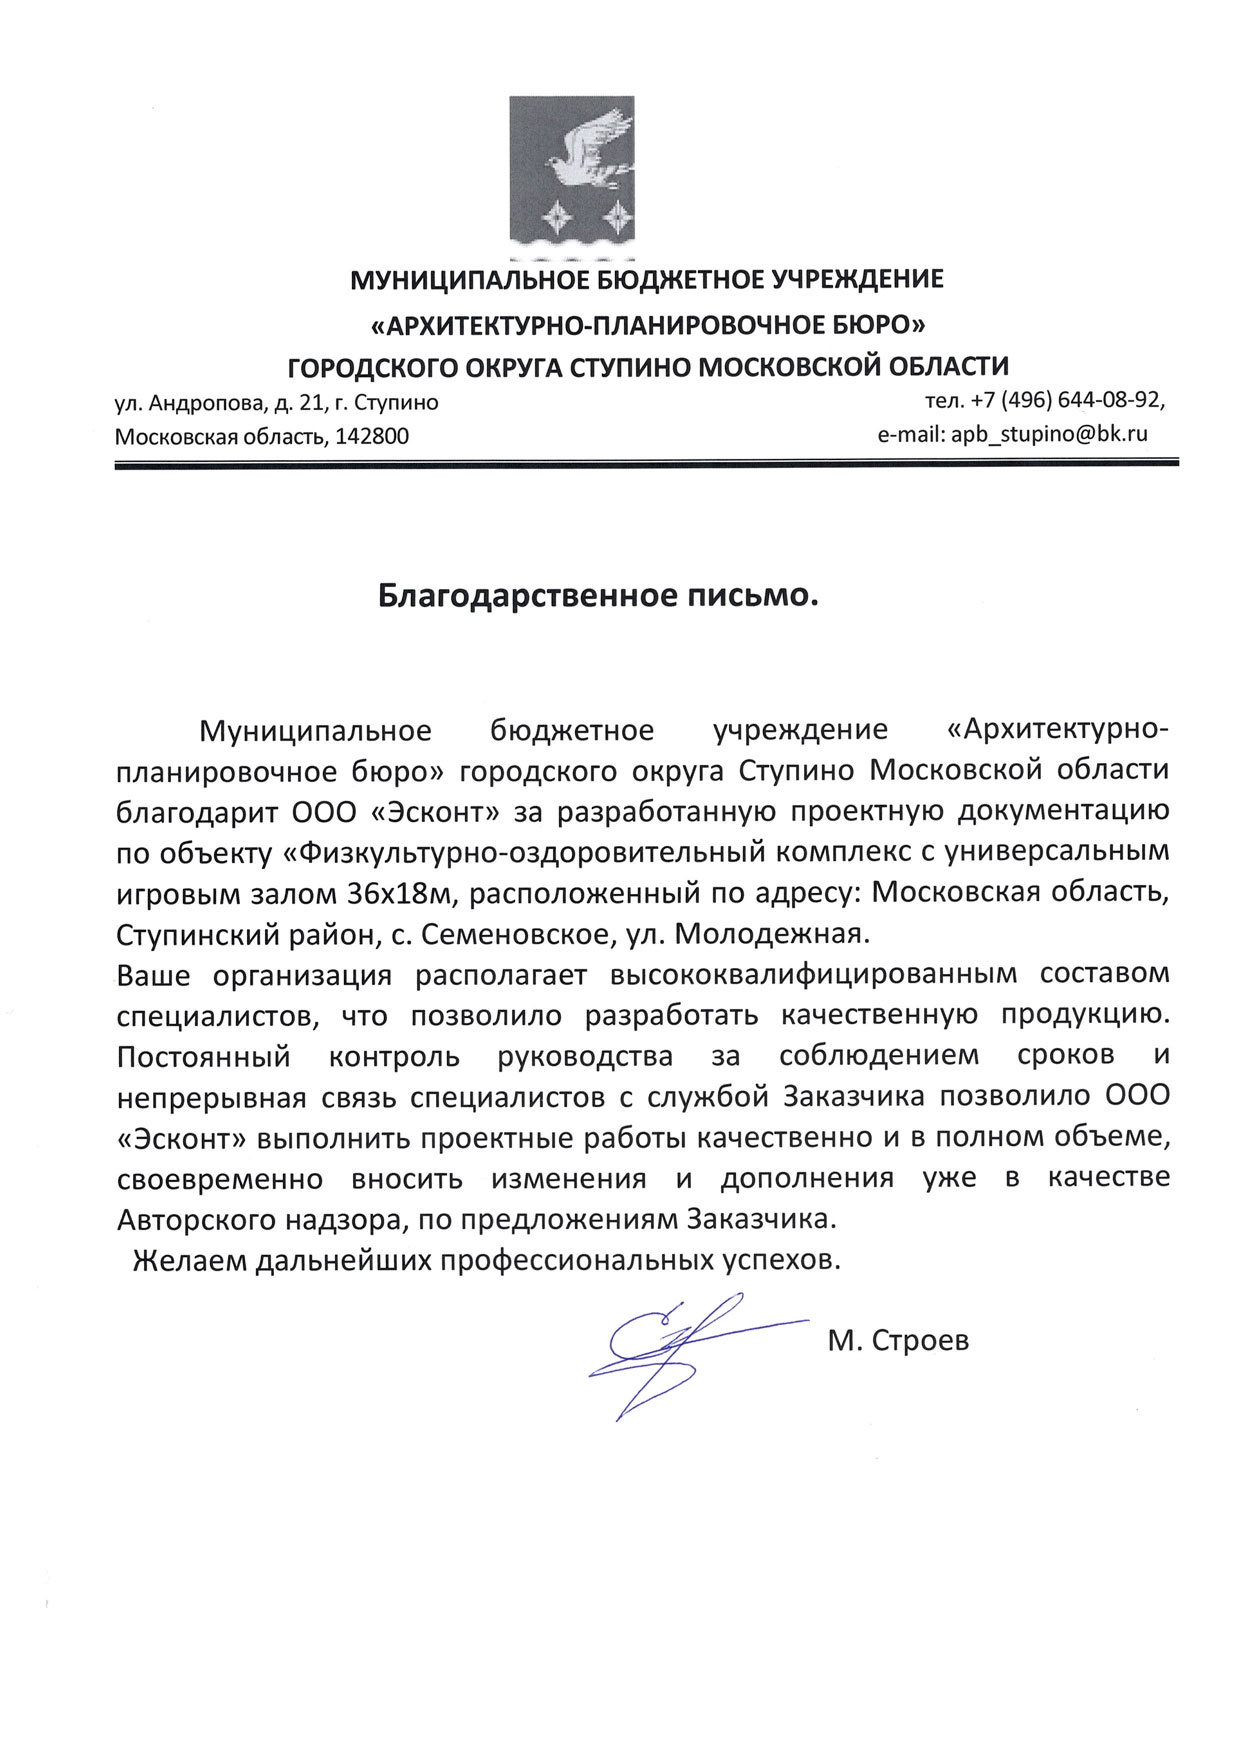 МУНИЦИПАЛЬНОЕ БЮДЖЕТНОЕ УЧРЕЖДЕНИЕ
«АРХИТЕКТУРНО-ПЛАНИРОВОЧНОЕ БЮРО»
ГОРОДСКОГО ОКРУГА СТУПИНО МОСКОВСКОЙ ОБЛАСТИ
ул. Андропова, д. 21, г. Ступино тел. +7 (496) 644-08-92,
Московская область, 142800 e-mail: apb_stupino@bk.ru
Благодарственное письмо.
Муниципальное бюджетное учреждение «Архитектурно-
планировочное бюро» городского округа Ступино Московской области
благодарит ООО «Эсконт» за разработанную проектную документацию
по объекту «Физкультурно-оздоровительный комплекс с универсальным
игровым залом 36х18м, расположенный по адресу: Московская область,
Ступинский район, с. Семеновское, ул. Молодежная.
Ваше организация располагает высококвалифицированным составом
специалистов, что позволило разработать качественную продукцию.
Постоянный контроль руководства за соблюдением сроков и
непрерывная связь специалистов с службой Заказчика позволило ООО
«Эсконт» выполнить проектные работы качественно и в полном объеме,
своевременно вносить изменения и дополнения уже в качестве
Авторского надзора, по предложениям Заказчика.
Желаем дальнейших профессиональных успехов.
М. Строев